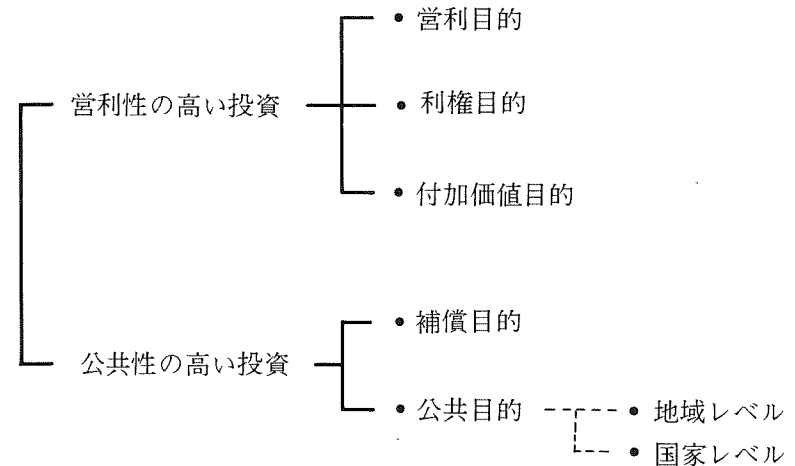 ・営利目的
営利性の高い投資
・利権目的
・付加価値目的
・補償目的
公共性の高い投資
・公共目的
・地域レベル
・国家レベル